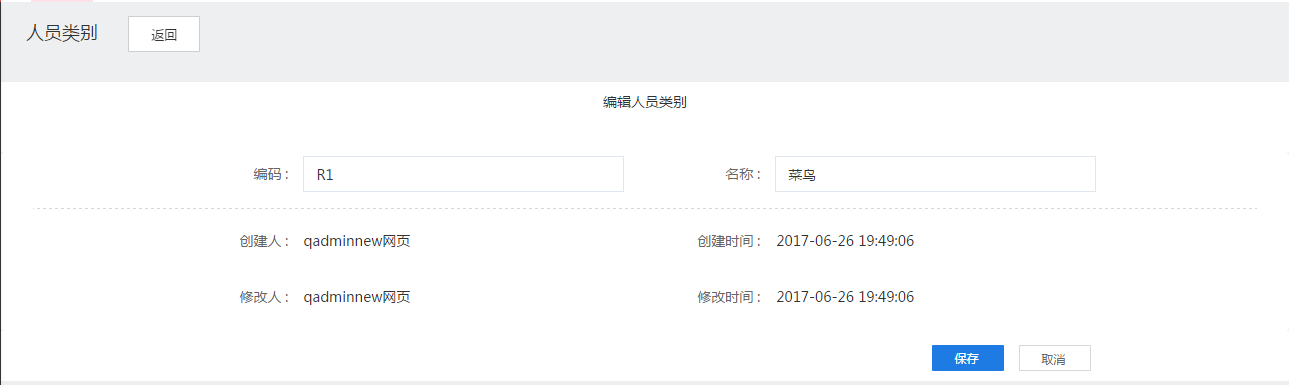 人员类别 返回
编辑人员类别
编码： R1 名称： 菜鸟
创建人： qadminnew网页 创建时间： 2017-06-26 19:49:06
修改人： qadminnew网页 修改时间： 2017-06-26 19:49:06
保存 取消